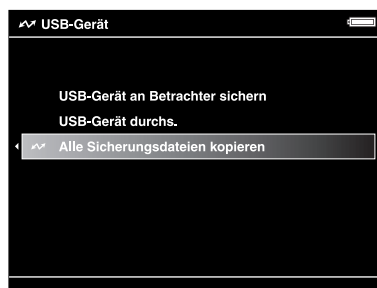 USB-Gerät
USB-Gerät an Betrachter sichern
USB-Gerät durchs.
Alle Sicherungsdateien kopieren